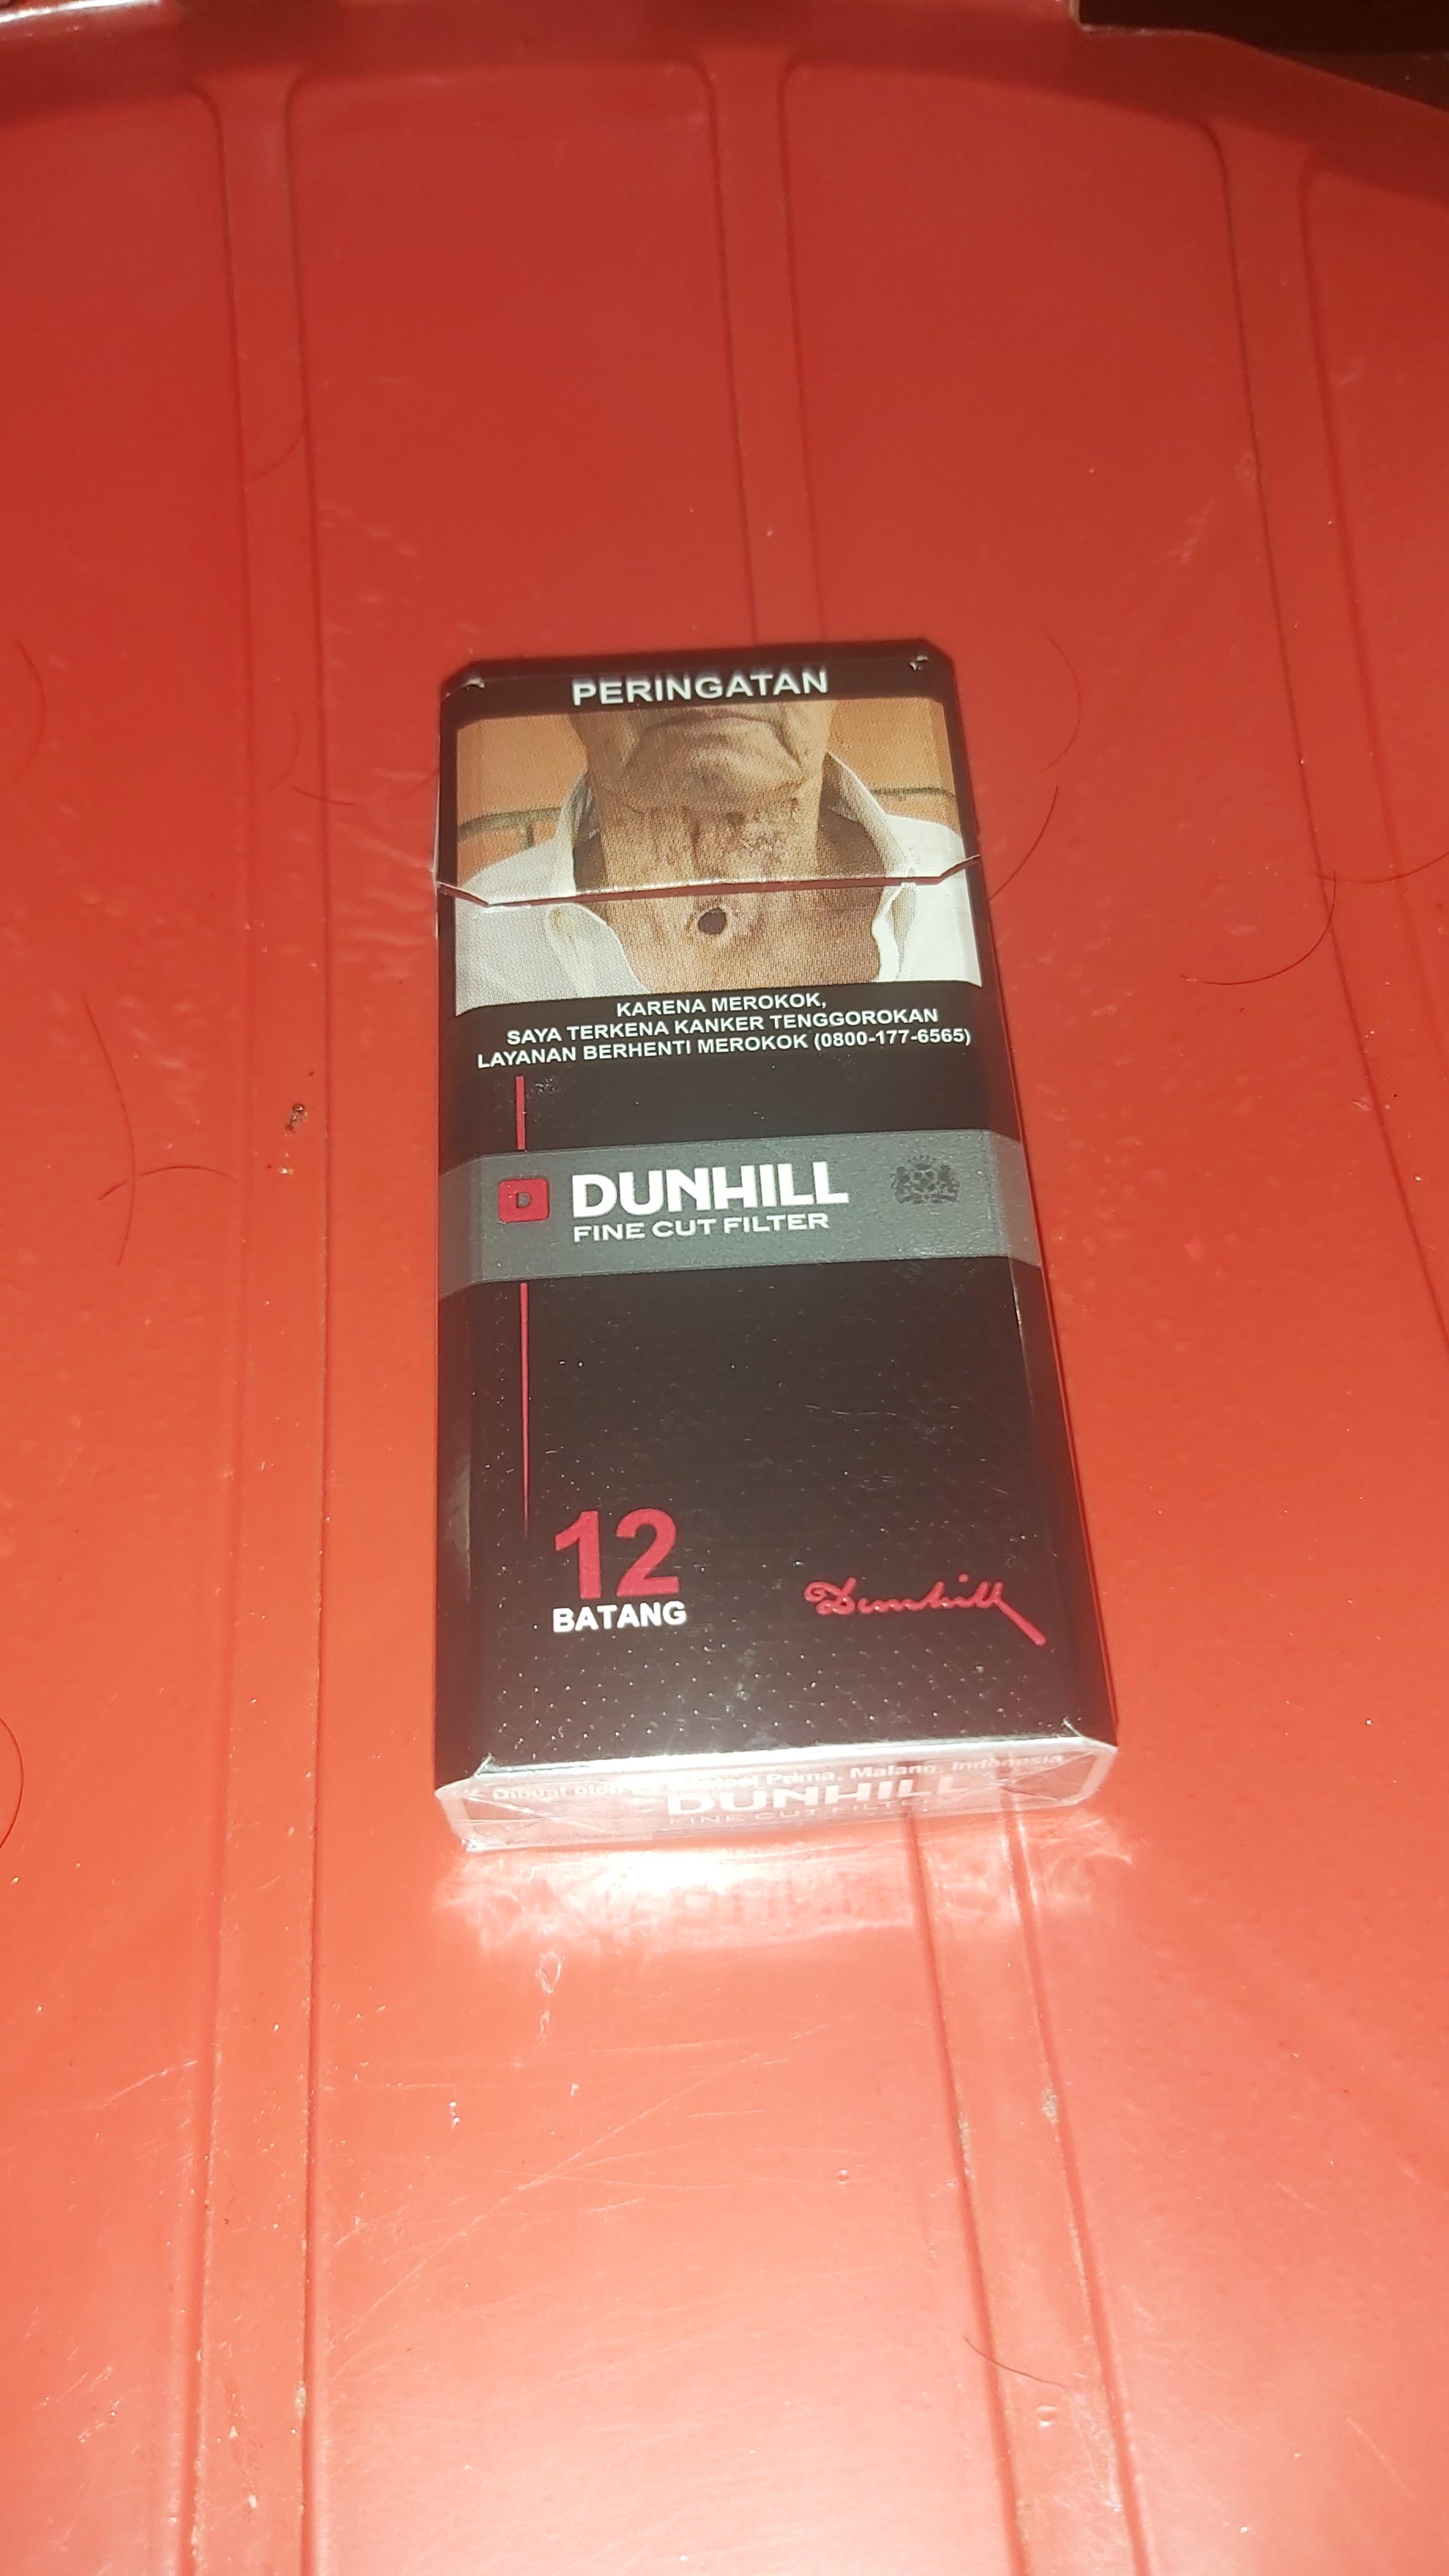 PERINGATAN
KARENA MEROKOK,
SAYA TERKENA KANKER TENGGOROKAN
LAYANAN BERHENTI MEROKOK (0800-177-6565)
D DUNHILL
FINE CUT FILTER
12
BATANG
Dunhill
Dibuat oleh Prima, Malang, Indonesia
DUNHILL
FINE CUT FILTER